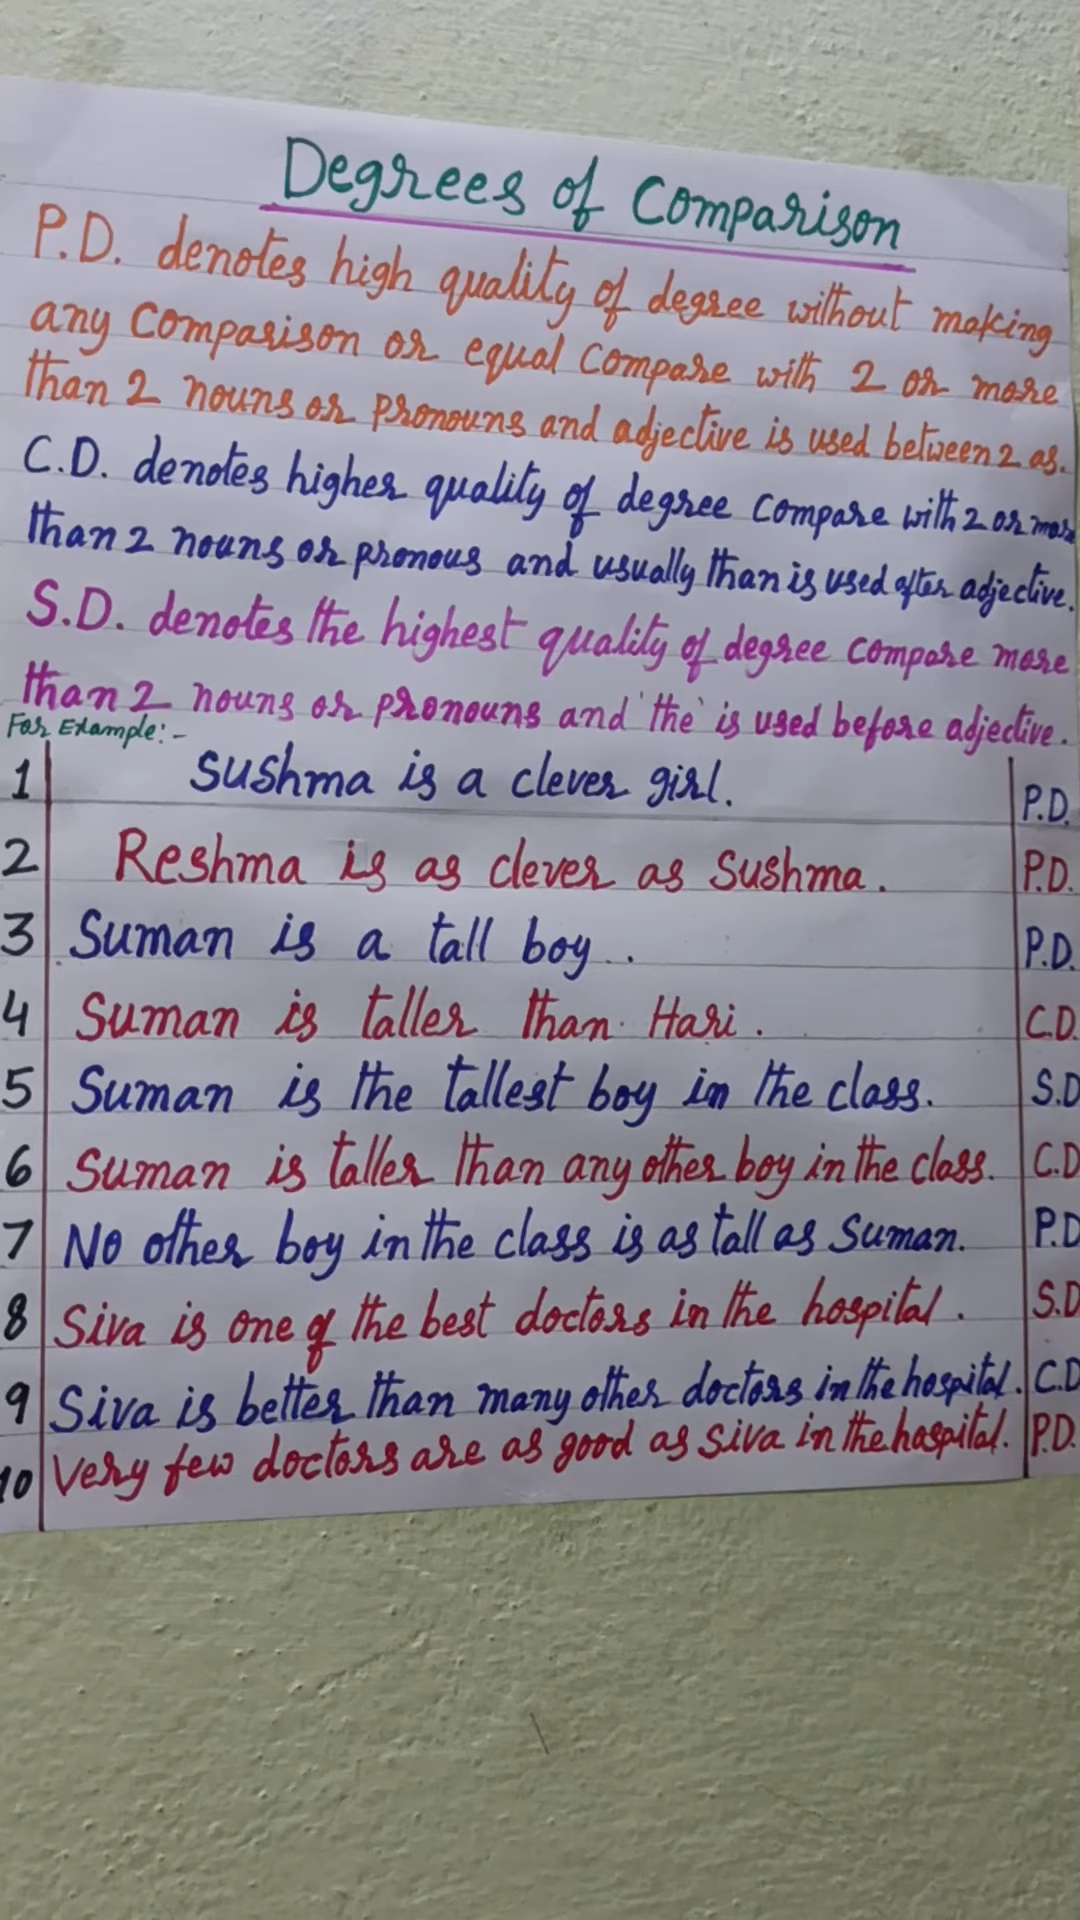 Degrees of Comparison
P.D. denotes high quality of degree without making
any Comparison or equal Compare with 2 or more
than 2 nouns or pronouns and adjective is used between 2 as.
C.D. denotes higher quality of degree Compare with 2 or more
than 2 nouns or pronous and usually than is used after adjective.
S.D. denotes the highest quality of degree Compare more
than 2 nouns or pronouns and 'the' is used before adjective.
For Example:-
1 Sushma is a clever girl. P.D.
2 Reshma is as clever as Sushma. P.D.
3 Suman is a tall boy.. P.D.
4 Suman is taller than Hari. C.D.
5 Suman is the tallest boy in the class. S.D
6 Suman is taller than any other boy in the class. C.D
7 No other boy in the class is as tall as Suman. P.D
8 Siva is one of the best doctors in the hospital. S.D
9 Siva is better than many other doctors in the hospital. C.D
10 Very few doctors are as good as Siva in the hospital. P.D.